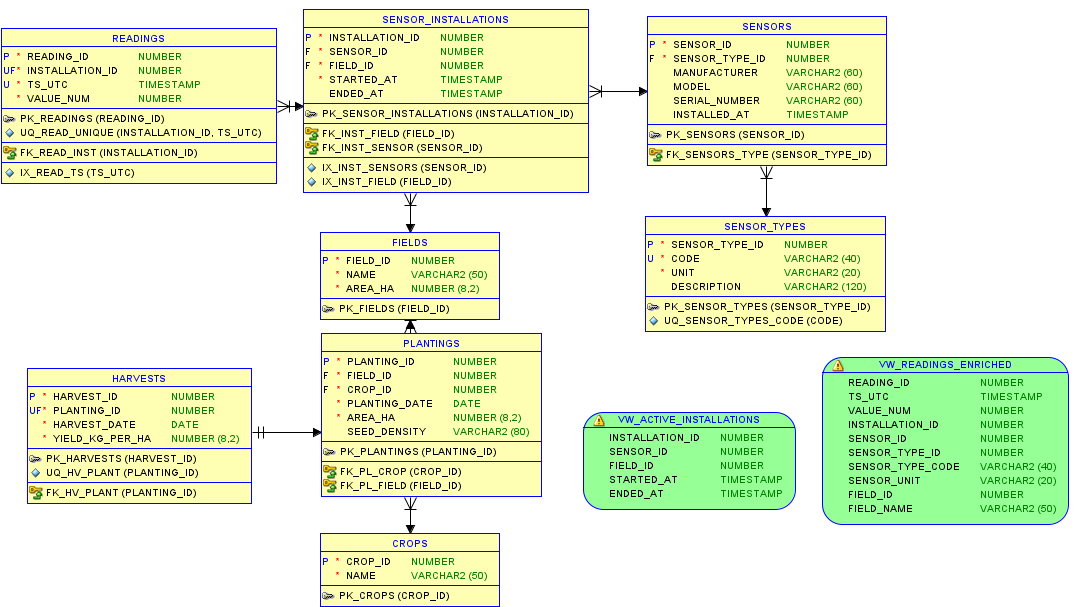 READINGS
P * READING_ID NUMBER
UF* INSTALLATION_ID NUMBER
U * TS_UTC TIMESTAMP
* VALUE_NUM NUMBER
PK_READINGS (READING_ID)
UQ_READ_UNIQUE (INSTALLATION_ID, TS_UTC)
FK_READ_INST (INSTALLATION_ID)
IX_READ_TS (TS_UTC)
SENSOR_INSTALLATIONS
P * INSTALLATION_ID NUMBER
F * SENSOR_ID NUMBER
F * FIELD_ID NUMBER
* STARTED_AT TIMESTAMP
ENDED_AT TIMESTAMP
PK_SENSOR_INSTALLATIONS (INSTALLATION_ID)
FK_INST_FIELD (FIELD_ID)
FK_INST_SENSOR (SENSOR_ID)
IX_INST_SENSORS (SENSOR_ID)
IX_INST_FIELD (FIELD_ID)
SENSORS
P * SENSOR_ID NUMBER
F * SENSOR_TYPE_ID NUMBER
MANUFACTURER VARCHAR2 (60)
MODEL VARCHAR2 (60)
SERIAL_NUMBER VARCHAR2 (60)
INSTALLED_AT TIMESTAMP
PK_SENSORS (SENSOR_ID)
FK_SENSORS_TYPE (SENSOR_TYPE_ID)
SENSOR_TYPES
P * SENSOR_TYPE_ID NUMBER
U * CODE VARCHAR2 (40)
* UNIT VARCHAR2 (20)
DESCRIPTION VARCHAR2 (120)
PK_SENSOR_TYPES (SENSOR_TYPE_ID)
UQ_SENSOR_TYPES_CODE (CODE)
FIELDS
P * FIELD_ID NUMBER
* NAME VARCHAR2 (50)
* AREA_HA NUMBER (8,2)
PK_FIELDS (FIELD_ID)
PLANTINGS
P * PLANTING_ID NUMBER
F * FIELD_ID NUMBER
F * CROP_ID NUMBER
* PLANTING_DATE DATE
* AREA_HA NUMBER (8,2)
SEED_DENSITY VARCHAR2 (80)
PK_PLANTINGS (PLANTING_ID)
FK_PL_CROP (CROP_ID)
FK_PL_FIELD (FIELD_ID)
HARVESTS
P * HARVEST_ID NUMBER
UF* PLANTING_ID NUMBER
* HARVEST_DATE DATE
* YIELD_KG_PER_HA NUMBER (8,2)
PK_HARVESTS (HARVEST_ID)
UQ_HV_PLANT (PLANTING_ID)
FK_HV_PLANT (PLANTING_ID)
CROPS
P * CROP_ID NUMBER
* NAME VARCHAR2 (50)
PK_CROPS (CROP_ID)
VW_ACTIVE_INSTALLATIONS
INSTALLATION_ID NUMBER
SENSOR_ID NUMBER
FIELD_ID NUMBER
STARTED_AT TIMESTAMP
ENDED_AT TIMESTAMP
VW_READINGS_ENRICHED
READING_ID NUMBER
TS_UTC TIMESTAMP
VALUE_NUM NUMBER
INSTALLATION_ID NUMBER
SENSOR_ID NUMBER
SENSOR_TYPE_ID NUMBER
SENSOR_TYPE_CODE VARCHAR2 (40)
SENSOR_UNIT VARCHAR2 (20)
FIELD_ID NUMBER
FIELD_NAME VARCHAR2 (50)